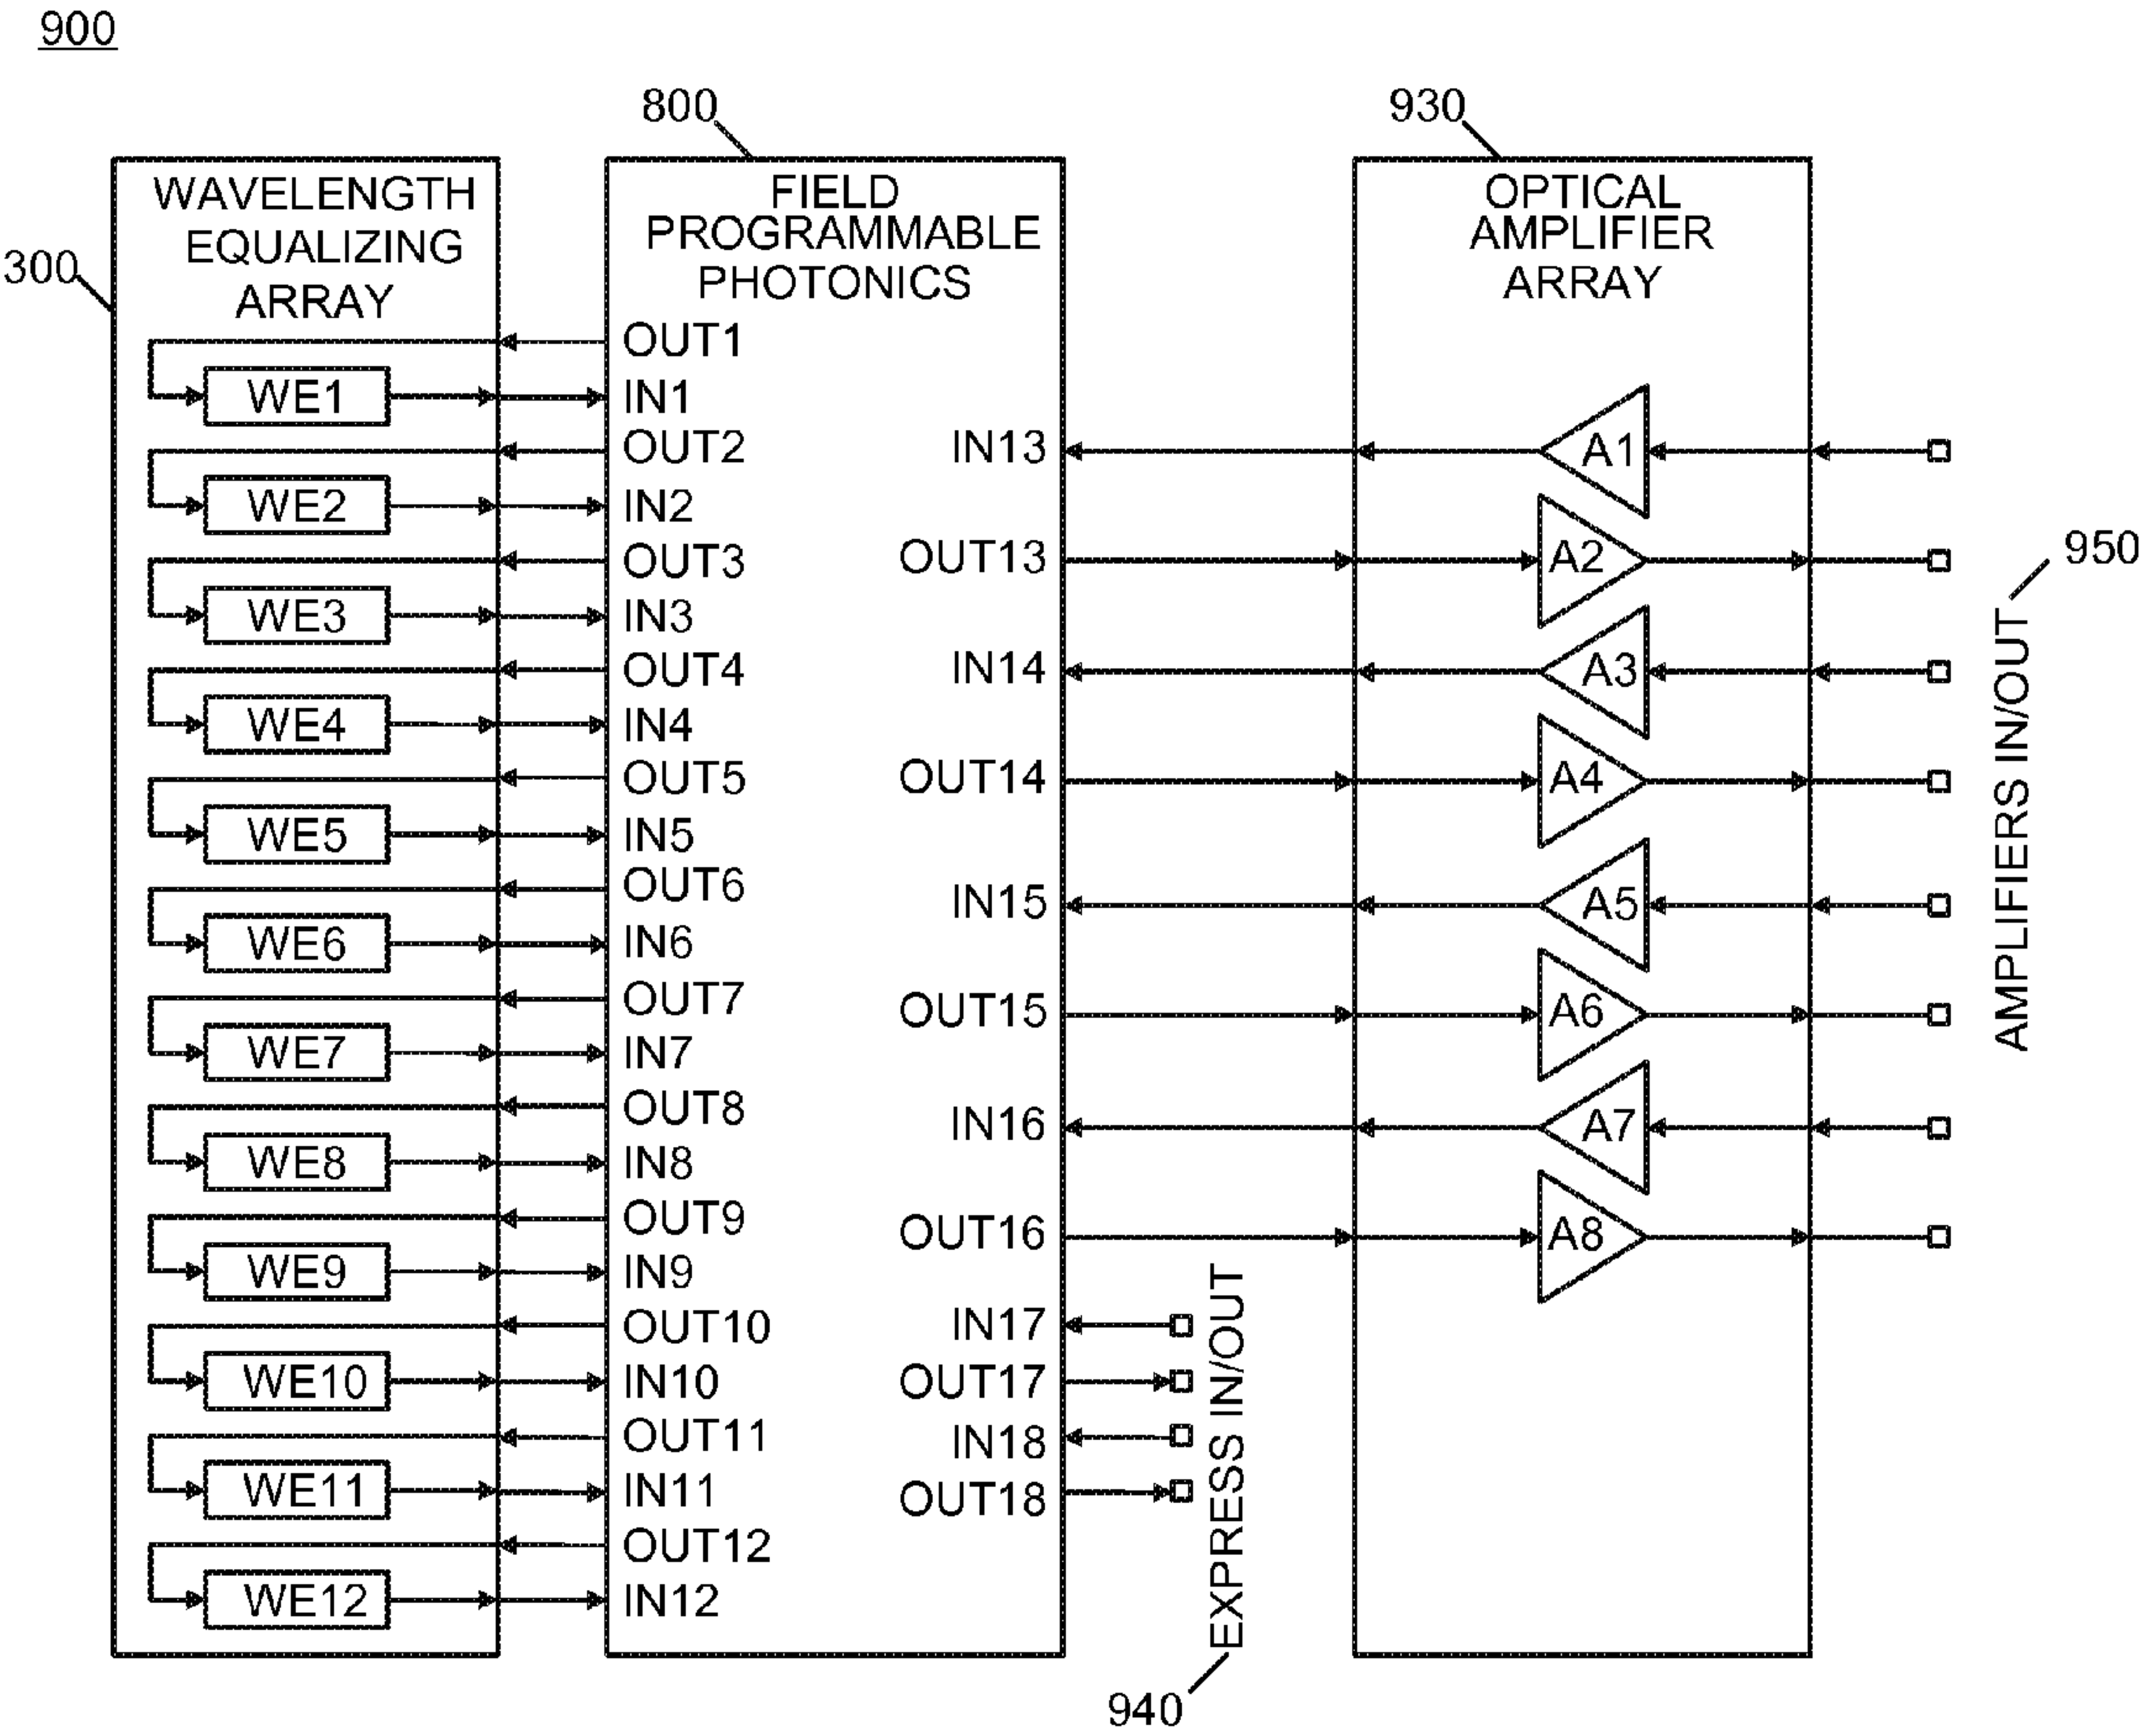 900
800
930
WAVELENGTH
EQUALIZING
ARRAY
300
FIELD
PROGRAMMABLE
PHOTONICS
OPTICAL
AMPLIFIER
ARRAY
OUT1
WE1
IN1
OUT2
WE2
IN2
OUT3
WE3
IN3
OUT4
WE4
IN4
OUT5
WE5
IN5
OUT6
WE6
IN6
OUT7
WE7
IN7
OUT8
WE8
IN8
OUT9
WE9
IN9
OUT10
WE10
IN10
OUT11
WE11
IN11
OUT12
WE12
IN12
IN13
A1
OUT13
A2
IN14
A3
OUT14
A4
IN15
A5
OUT15
A6
IN16
A7
OUT16
A8
IN17
OUT17
IN18
OUT18
EXPRESS IN/OUT
940
AMPLIFIERS IN/OUT
950